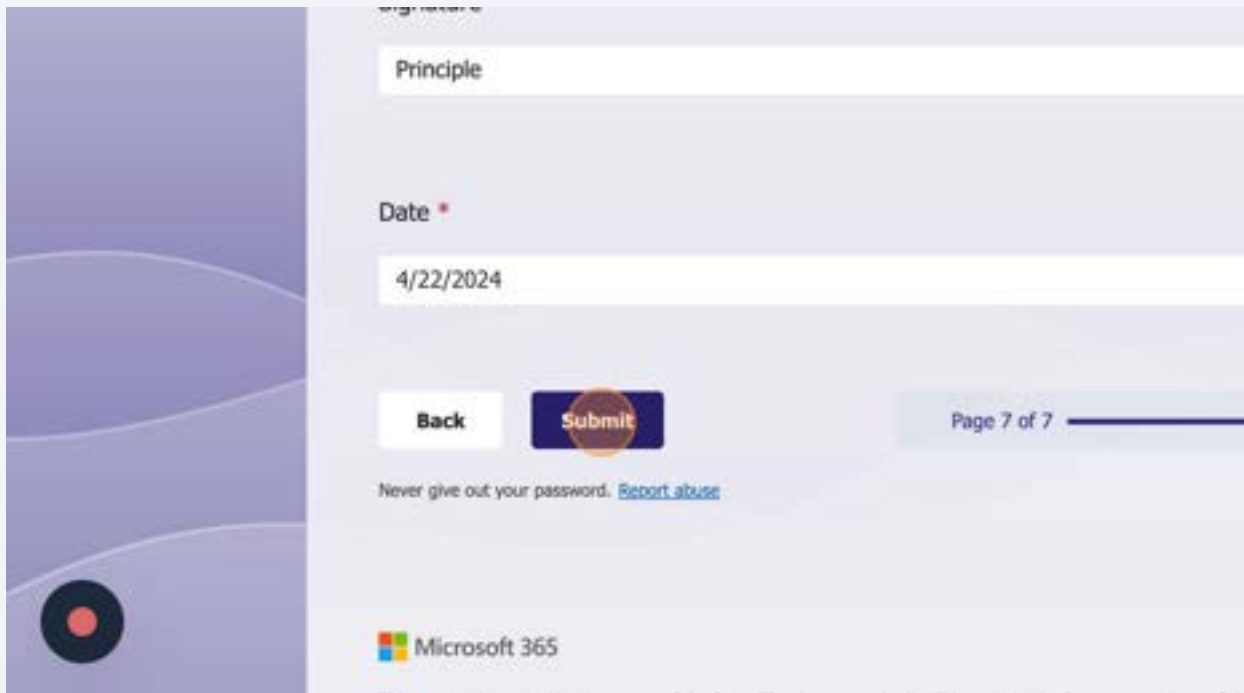 Signature
Principle
Date *
4/22/2024
Back Submit Page 7 of 7
Never give out your password. Report abuse
Microsoft 365